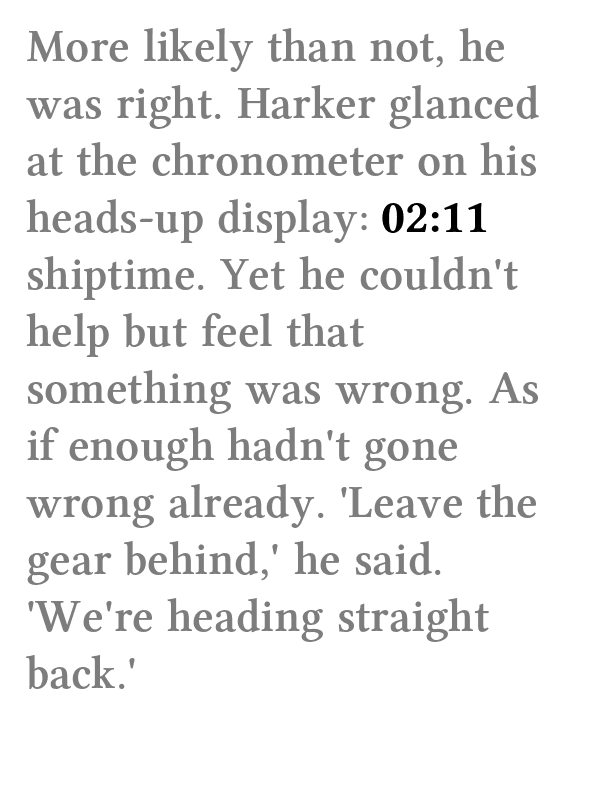 More likely than not, he
was right. Harker glanced
at the chronometer on his
heads-up display: 02:11
shiptime. Yet he couldn't
help but feel that
something was wrong. As
if enough hadn't gone
wrong already. 'Leave the
gear behind,' he said.
'We're heading straight
back.'